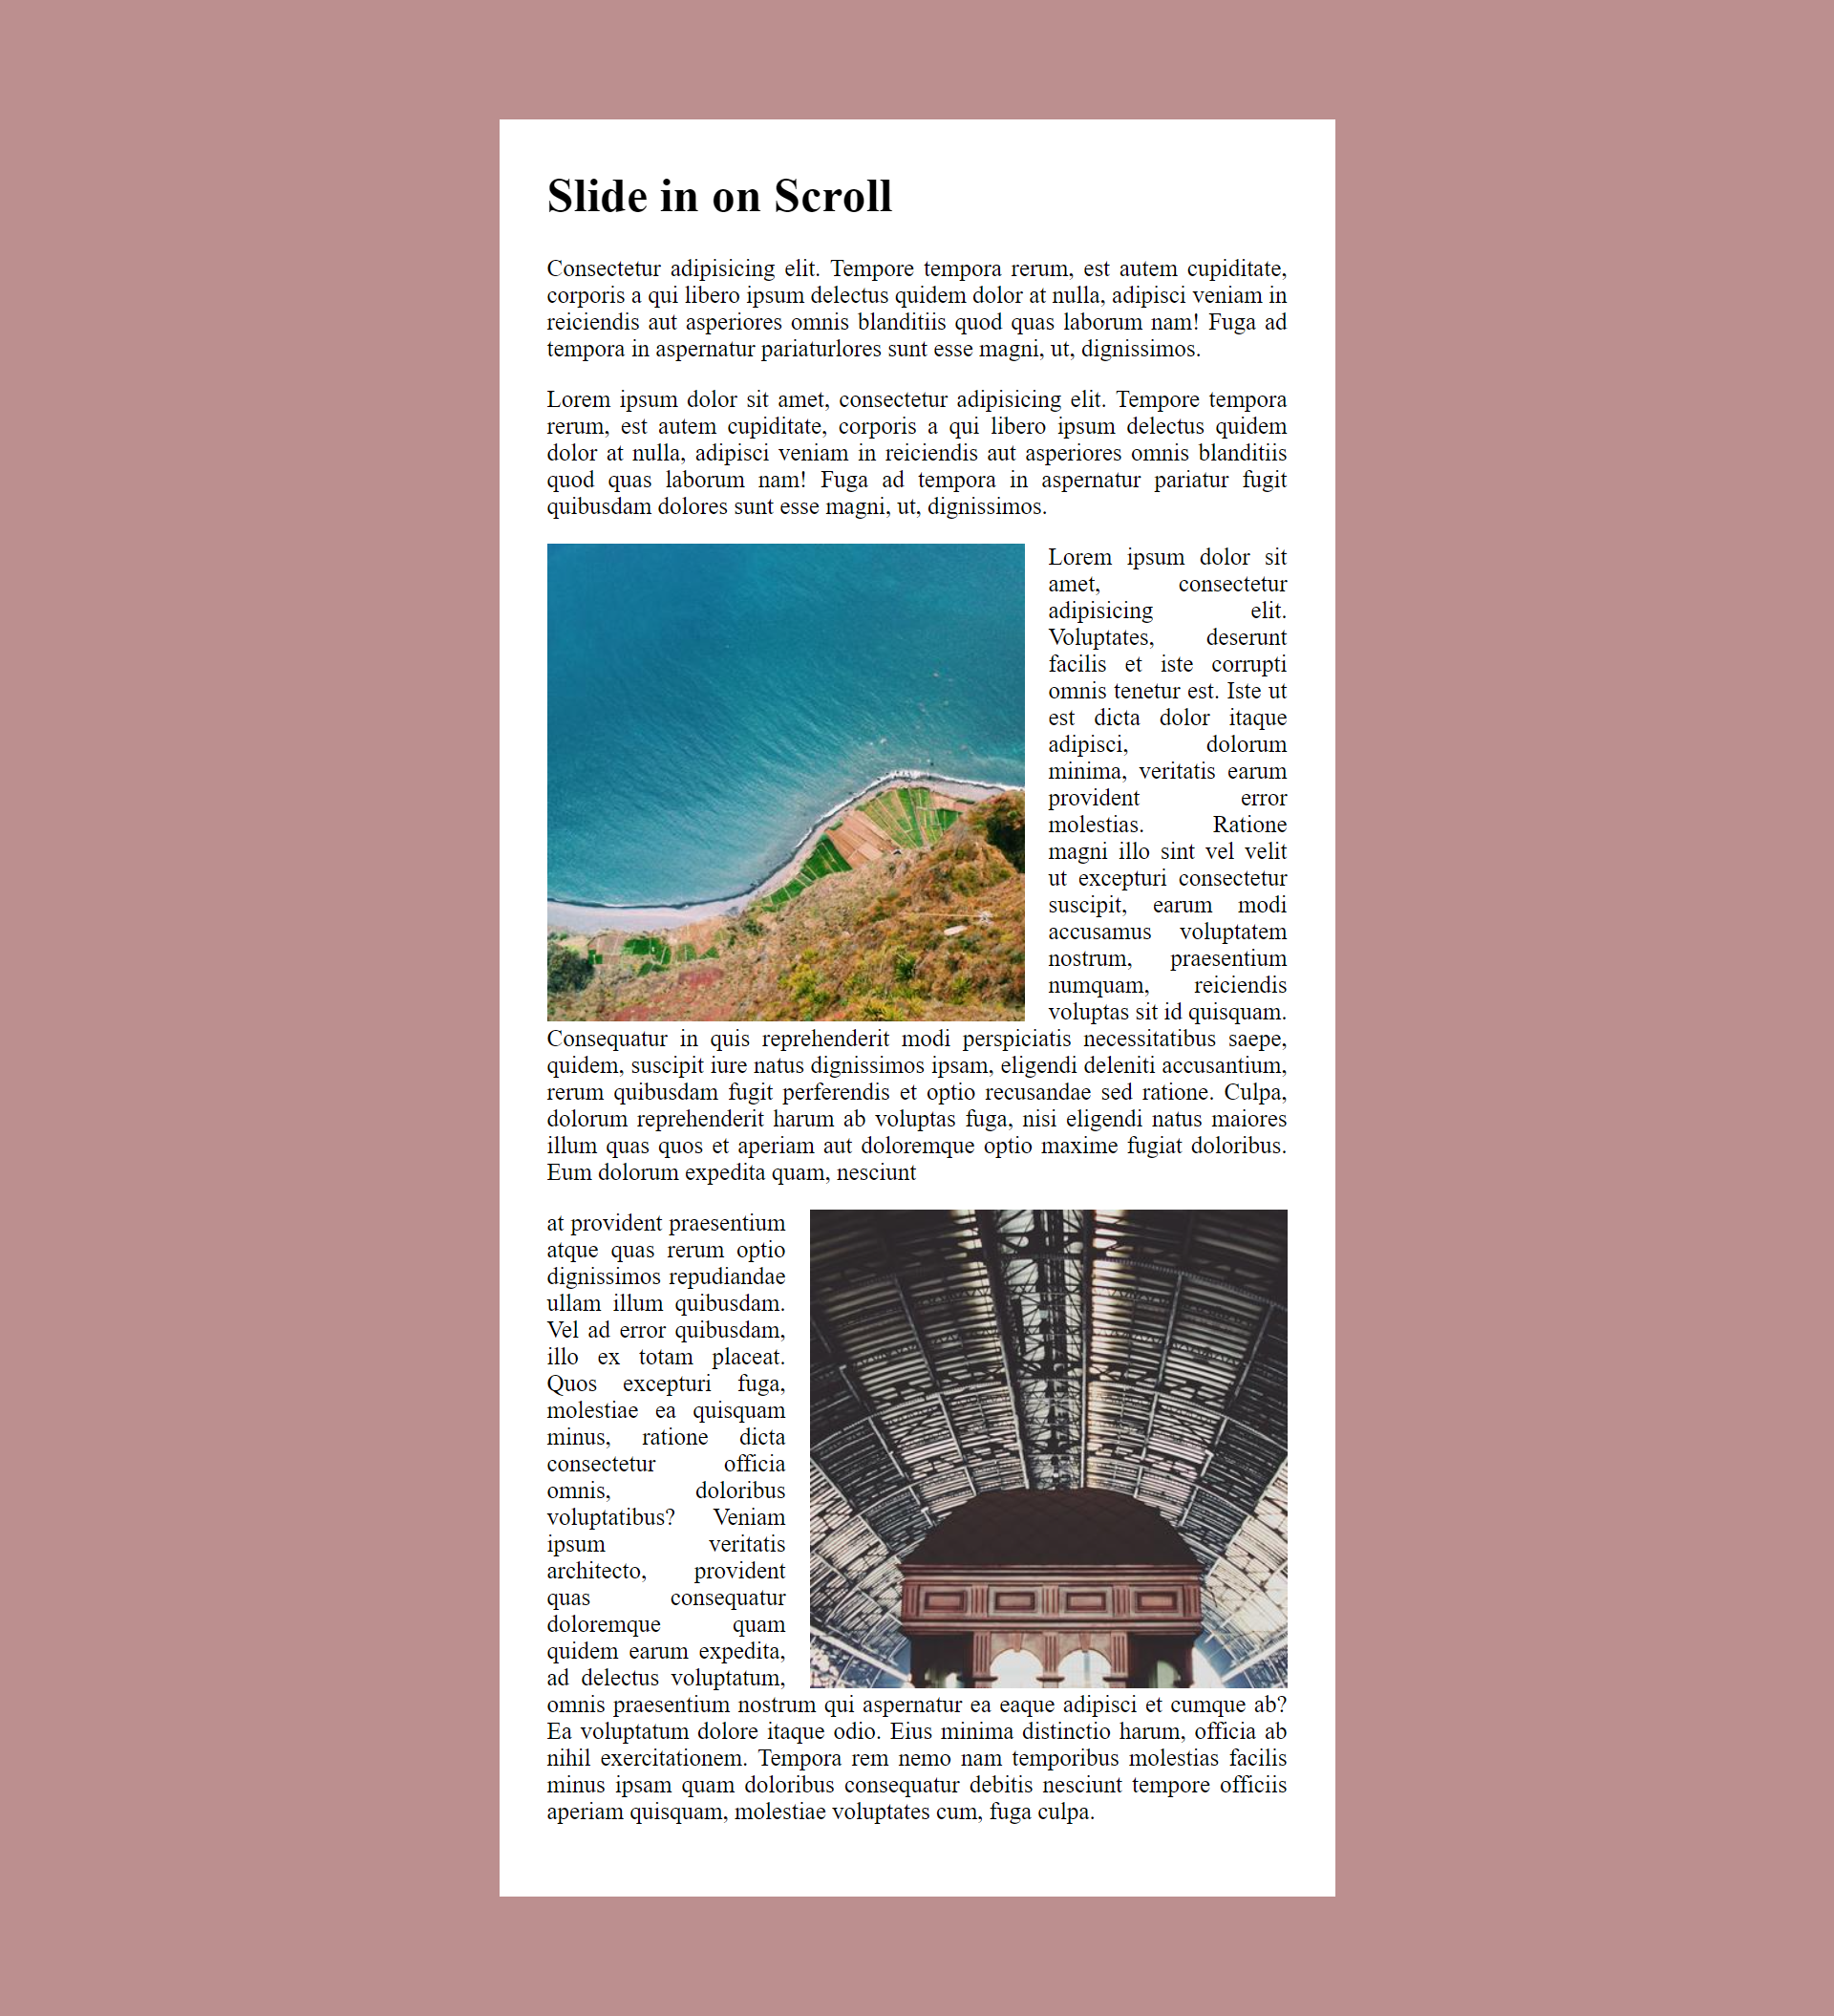 Slide in on Scroll
Consectetur adipisicing elit. Tempore tempora rerum, est autem cupiditate,
corporis a qui libero ipsum delectus quidem dolor at nulla, adipisci veniam in
reiciendis aut asperiores omnis blanditiis quod quas laborum nam! Fuga ad
tempora in aspernatur pariaturlores sunt esse magni, ut, dignissimos.
Lorem ipsum dolor sit amet, consectetur adipisicing elit. Tempore tempora
rerum, est autem cupiditate, corporis a qui libero ipsum delectus quidem
dolor at nulla, adipisci veniam in reiciendis aut asperiores omnis blanditiis
quod quas laborum nam! Fuga ad tempora in aspernatur pariatur fugit
quibusdam dolores sunt esse magni, ut, dignissimos.
Lorem ipsum dolor sit
amet, consectetur
adipisicing elit.
Voluptates, deserunt
facilis et iste corrupti
omnis tenetur est. Iste ut
est dicta dolor itaque
adipisci, dolorum
minima, veritatis earum
provident error
molestias. Ratione
magni illo sint vel velit
ut excepturi consectetur
suscipit, earum modi
accusamus voluptatem
nostrum, praesentium
numquam, reiciendis
voluptas sit id quisquam.
Consequatur in quis reprehenderit modi perspiciatis necessitatibus saepe,
quidem, suscipit iure natus dignissimos ipsam, eligendi deleniti accusantium,
rerum quibusdam fugit perferendis et optio recusandae sed ratione. Culpa,
dolorum reprehenderit harum ab voluptas fuga, nisi eligendi natus maiores
illum quas quos et aperiam aut doloremque optio maxime fugiat doloribus.
Eum dolorum expedita quam, nesciunt
at provident praesentium
atque quas rerum optio
dignissimos repudiandae
ullam illum quibusdam.
Vel ad error quibusdam,
illo ex totam placeat.
Quos excepturi fuga,
molestiae ea quisquam
minus, ratione dicta
consectetur officia
omnis, doloribus
voluptatibus? Veniam
ipsum veritatis
architecto, provident
quas consequatur
doloremque quam
quidem earum expedita,
ad delectus voluptatum,
omnis praesentium nostrum qui aspernatur ea eaque adipisci et cumque ab?
Ea voluptatum dolore itaque odio. Eius minima distinctio harum, officia ab
nihil exercitationem. Tempora rem nemo nam temporibus molestias facilis
minus ipsam quam doloribus consequatur debitis nesciunt tempore officiis
aperiam quisquam, molestiae voluptates cum, fuga culpa.